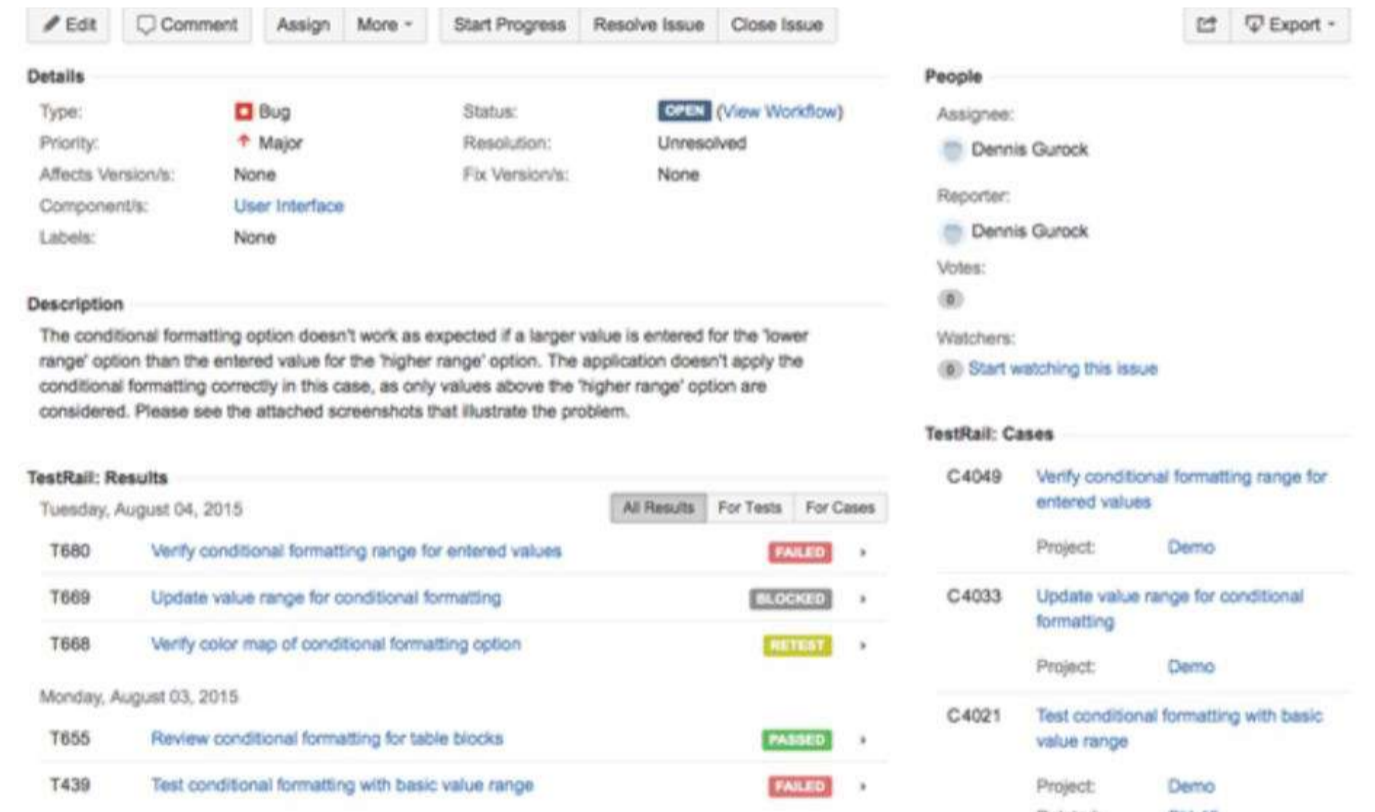 Edit Comment Assign More Start Progress Resolve Issue Close Issue Export
Details
Type: Bug Status: OPEN (View Workflow)
Priority: Major Resolution: Unresolved
Affects Version/s: None Fix Version/s: None
Component/s: User Interface
Labels: None
Description
The conditional formatting option doesn't work as expected if a larger value is entered for the 'lower
range' option than the entered value for the 'higher range' option. The application doesn't apply the
conditional formatting correctly in this case, as only values above the 'higher range' option are
considered. Please see the attached screenshots that illustrate the problem.
TestRail: Results
Tuesday, August 04, 2015 All Results For Tests For Cases
T680 Verify conditional formatting range for entered values FAILED
T669 Update value range for conditional formatting BLOCKED
T668 Verify color map of conditional formatting option RETEST
Monday, August 03, 2015
T655 Review conditional formatting for table blocks PASSED
T439 Test conditional formatting with basic value range FAILED
People
Assignee:
Dennis Gurock
Reporter:
Dennis Gurock
Votes:
0
Watchers:
0 Start watching this issue
TestRail: Cases
C4049 Verify conditional formatting range for
entered values
Project: Demo
C4033 Update value range for conditional
formatting
Project: Demo
C4021 Test conditional formatting with basic
value range
Project: Demo